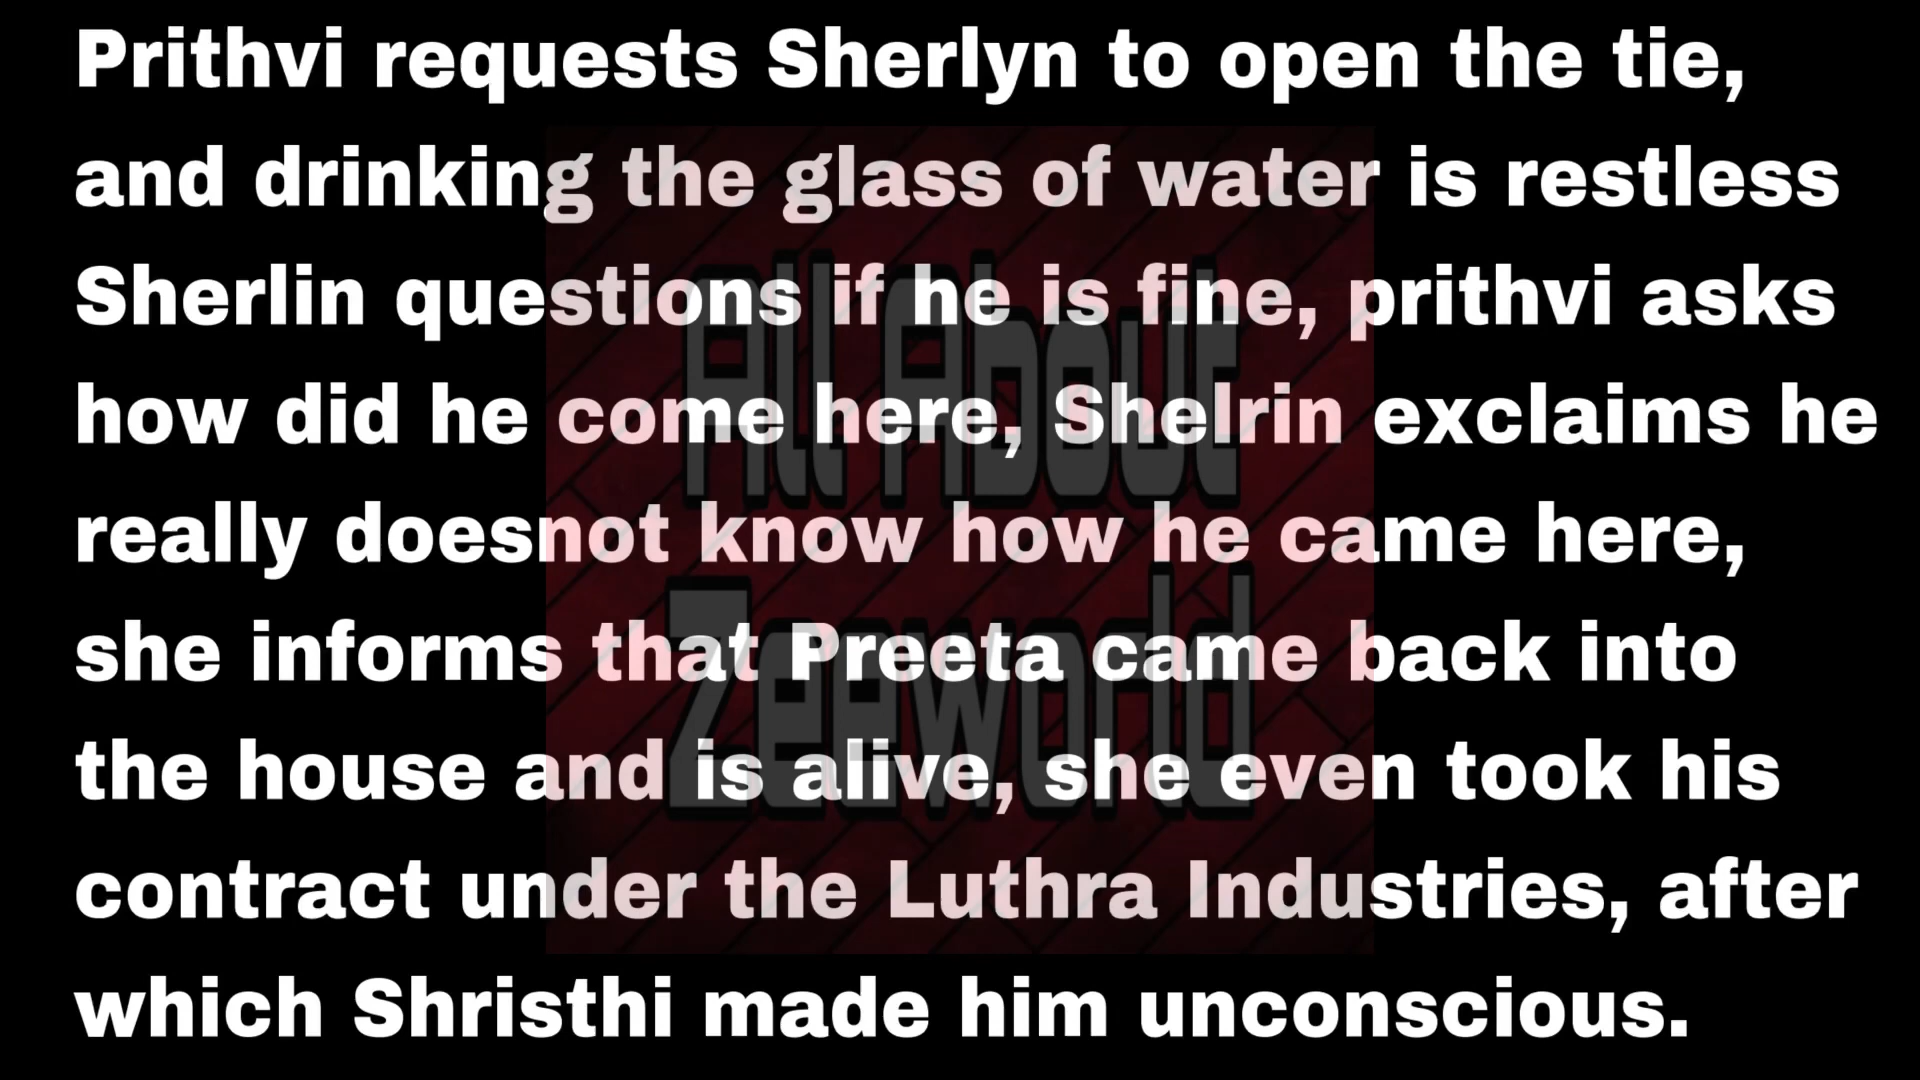 Prithvi requests Sherlyn to open the tie,
and drinking the glass of water is restless
Sherlin questions if he is fine, prithvi asks
how did he come here, Shelrin exclaims he
really doesnot know how he came here,
she informs that Preeta came back into
the house and is alive, she even took his
contract under the Luthra Industries, after
which Shristhi made him unconscious.
All About
Zeeworld